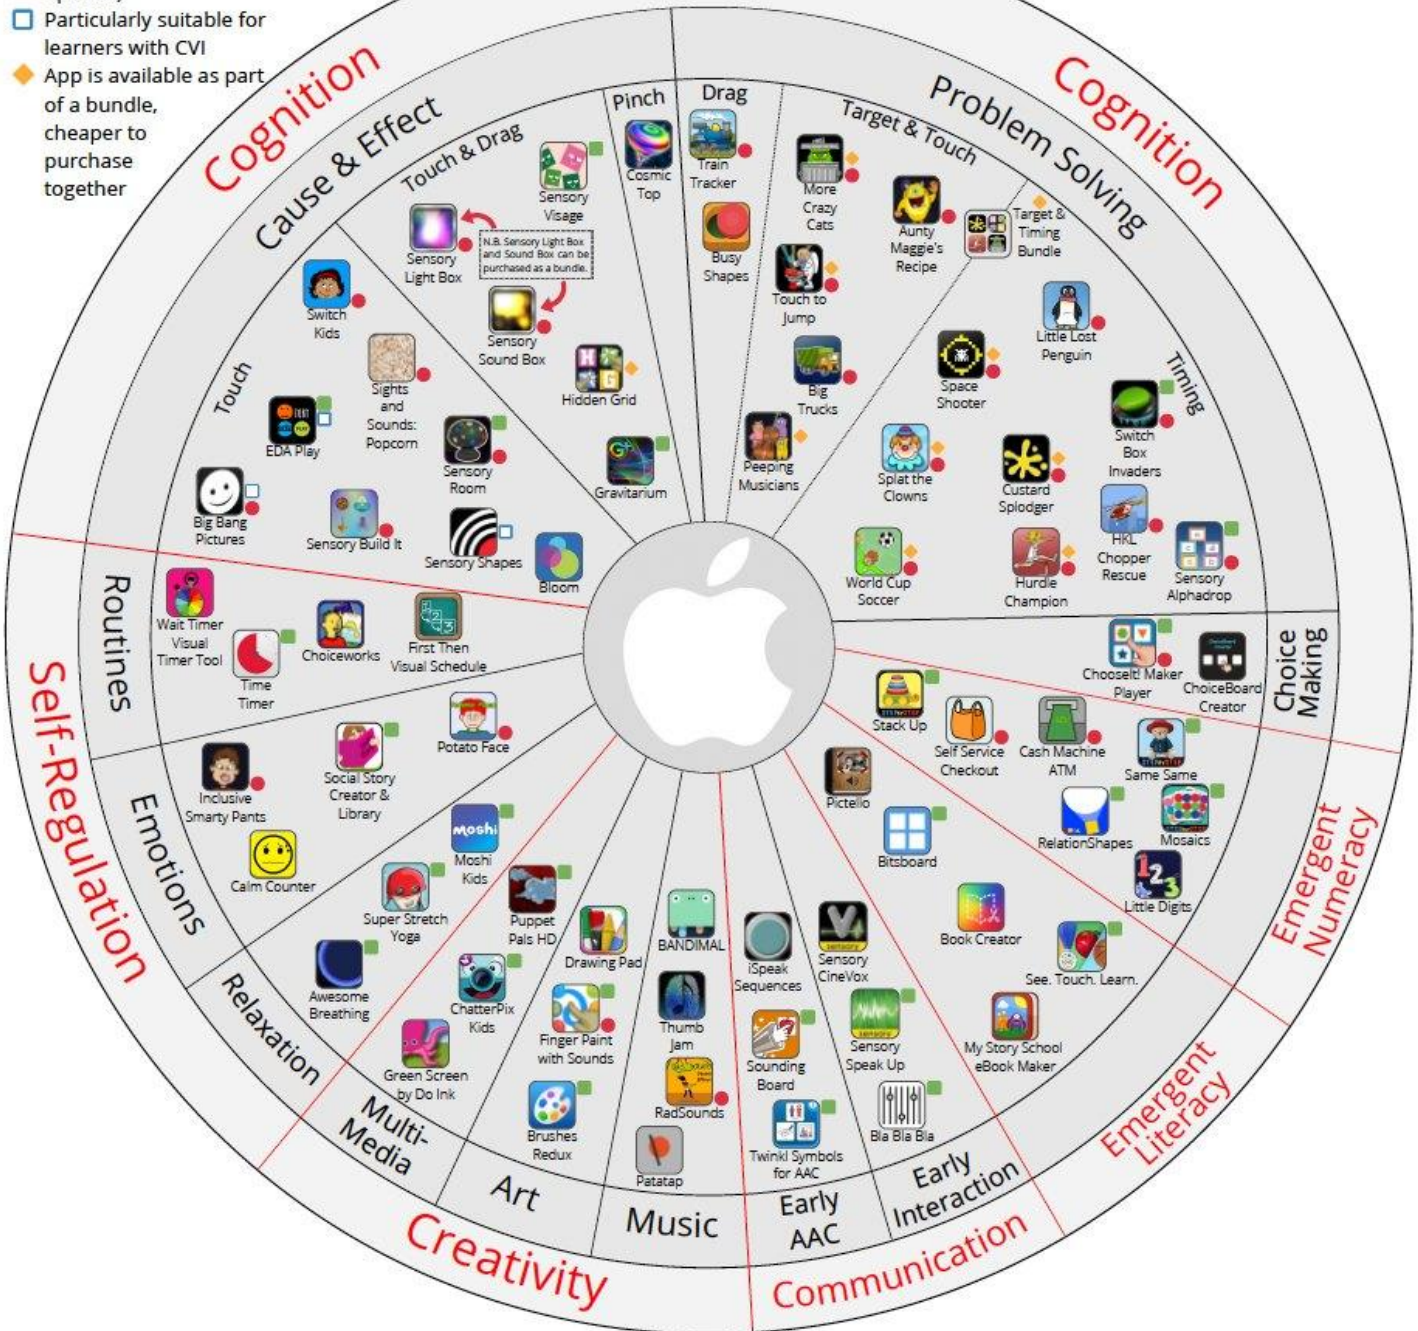 Particularly suitable for
learners with CVI
App is available as part
of a bundle,
cheaper to
purchase
together
Cognition
Cause & Effect
Touch & Drag
Pinch
Drag
Target & Touch
Problem Solving
Cognition
Timing
Touch
Sensory
Visage
Cosmic
Top
Train
Tracker
More
Crazy
Cats
Aunty
Maggie's
Recipe
Target &
Timing
Bundle
Sensory
Light Box
N.B. Sensory Light Box
and Sound Box can be
purchased as a bundle.
Busy
Shapes
Touch to
Jump
Switch
Kids
Sensory
Sound Box
Little Lost
Penguin
Sights
and
Sounds:
Popcorn
Hidden Grid
Big
Trucks
Space
Shooter
EDA Play
Sensory
Room
Gravitarium
Peeping
Musicians
Splat the
Clowns
Custard
Splodger
Switch
Box
Invaders
Big Bang
Pictures
Sensory Build It
Sensory Shapes
Bloom
World Cup
Soccer
Hurdle
Champion
HKL
Chopper
Rescue
Sensory
Alphadrop
Self-Regulation
Routines
Wait Timer
Visual
Timer Tool
Time
Timer
Choiceworks
First Then
Visual Schedule
Choice
Making
ChooseIt! Maker
Player
ChoiceBoard
Creator
Emotions
Potato Face
Social Story
Creator &
Library
Inclusive
Smarty Pants
Calm Counter
Emergent
Numeracy
Stack Up
Self Service
Checkout
Cash Machine
ATM
Same Same
RelationShapes
Mosaics
Little Digits
Relaxation
moshi
Moshi
Kids
Super Stretch
Yoga
Awesome
Breathing
Emergent
Literacy
Pictello
Bitsboard
Book Creator
See. Touch. Learn.
My Story School
eBook Maker
Creativity
Multi-
Media
Puppet
Pals HD
ChatterPix
Kids
Green Screen
by Do Ink
Art
Drawing Pad
Finger Paint
with Sounds
Brushes
Redux
Music
BANDIMAL
Thumb
Jam
RadSounds
Patatap
Communication
Early
AAC
iSpeak
Sequences
Sounding
Board
Twinkl Symbols
for AAC
Early
Interaction
Sensory
CineVox
Sensory
Speak Up
Bla Bla Bla